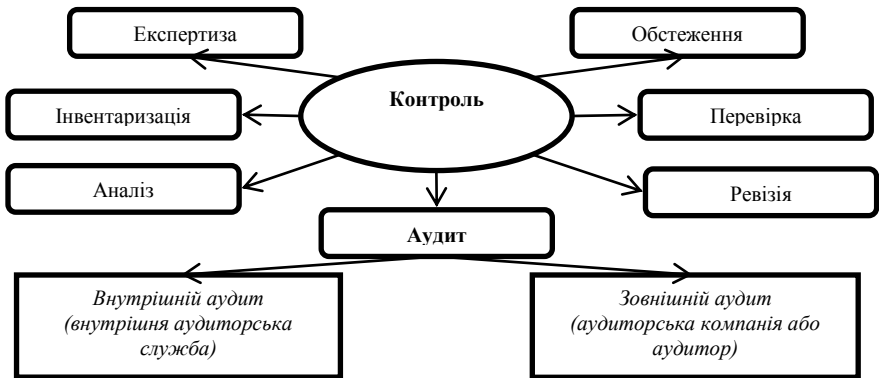 Експертиза
Обстеження
Контроль
Інвентаризація
Перевірка
Аналіз
Ревізія
Аудит
Внутрішній аудит
(внутрішня аудиторська
служба)
Зовнішній аудит
(аудиторська компанія або
аудитор)